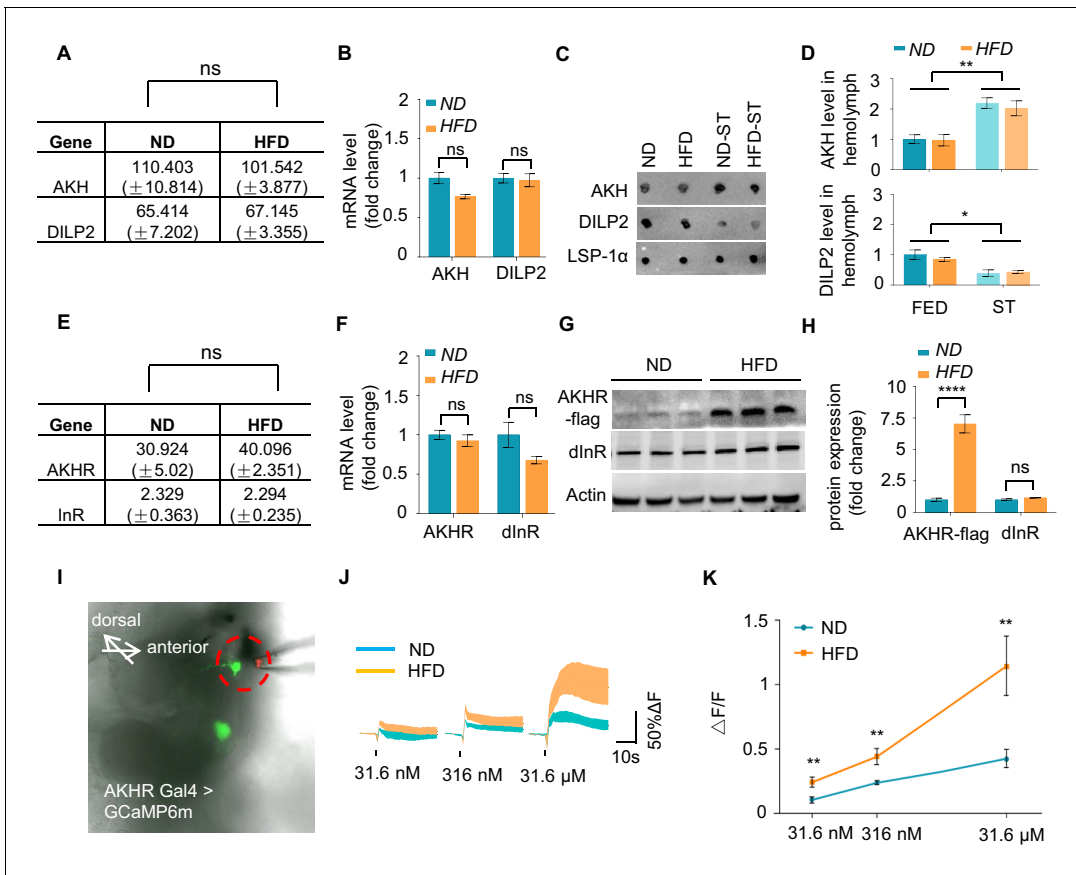 A
ns
Gene ND HFD
AKH 110.403 (±10.814) 101.542 (±3.877)
DILP2 65.414 (±7.202) 67.145 (±3.355)
B
ND
HFD
ns ns
mRNA level (fold change)
2
1.5
1
0.5
0
AKH DILP2
C
ND HFD ND-ST HFD-ST
AKH
DILP2
LSP-1α
D
ND HFD
**
AKH level in hemolymph
3
2
1
0
*
DILP2 level in hemolymph
3
2
1
0
FED ST
E
ns
Gene ND HFD
AKHR 30.924 (±5.02) 40.096 (±2.351)
InR 2.329 (±0.363) 2.294 (±0.235)
F
ND
HFD
ns ns
mRNA level (fold change)
2
1.5
1
0.5
0
AKHR dInR
G
ND HFD
AKHR -flag
dInR
Actin
H
ND
HFD
****
ns
protein expression (fold change)
10
7.5
5
2.5
0
AKHR-flag dInR
I
dorsal
anterior
AKHR Gal4 >
GCaMP6m
J
ND
HFD
50%ΔF
10s
31.6 nM 316 nM 31.6 µM
K
ND
HFD
** ** **
△F/F
1.5
1
0.5
0
31.6 nM 316 nM 31.6 µM